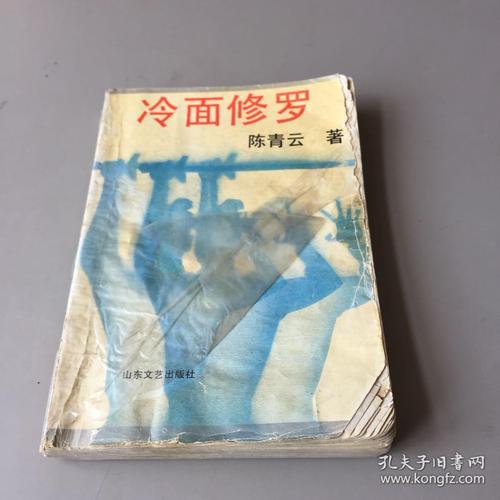 冷面修罗
陈青云 著
山东文艺出版社
孔夫子旧书网
www.kongfz.com